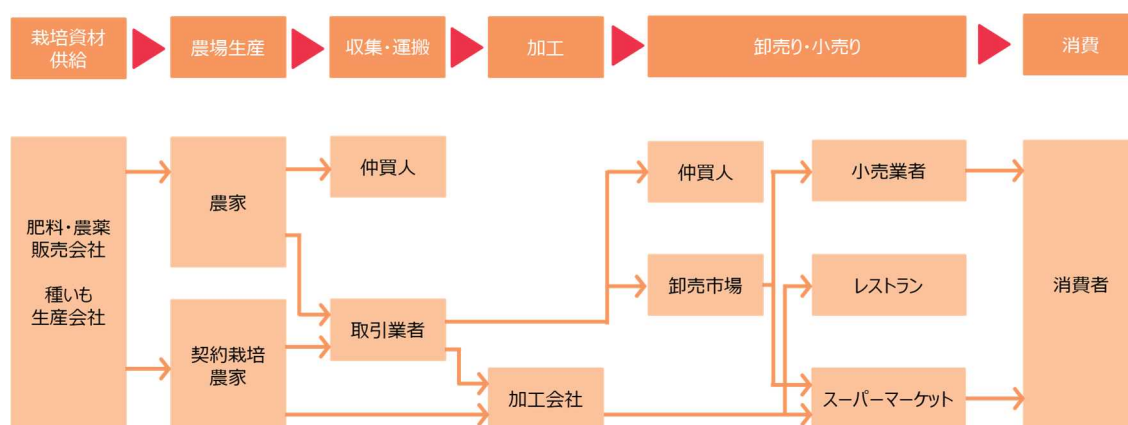 栽培資材
供給
農場生産
収集・運搬
加工
卸売り・小売り
消費
肥料・農薬
販売会社
種いも
生産会社
農家
契約栽培
農家
仲買人
取引業者
加工会社
仲買人
卸売市場
小売業者
レストラン
スーパーマーケット
消費者